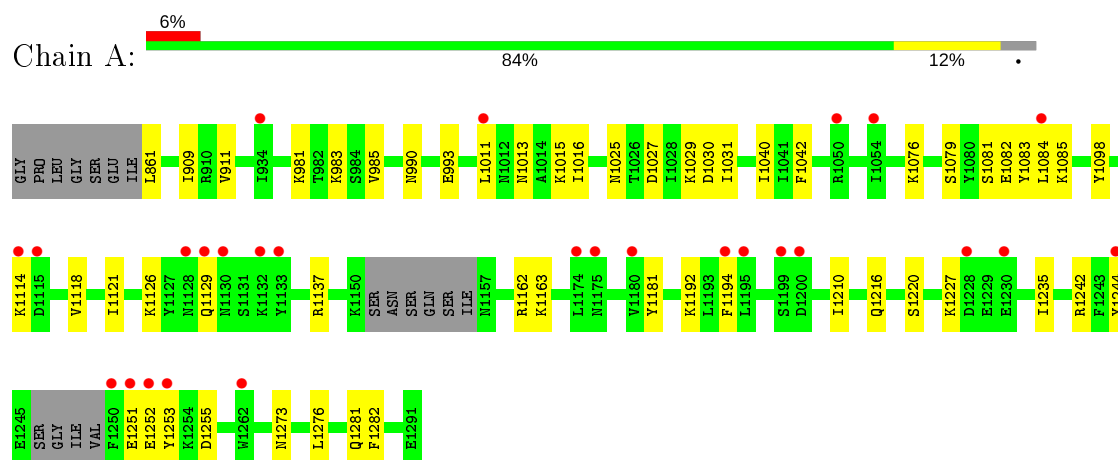 6%
Chain A:
84% 12% •
GLY PRO LEU GLY SER GLU ILE L861 I909 R910 V911 I934 K981 T982 K983 S984 V985 N990 E993 L1011 N1012 N1013 A1014 K1015 I1016 N1025 T1026 D1027 I1028 K1029 D1030 I1031 I1040 I1041 F1042 R1050 I1054 K1076 S1079 Y1080 S1081 E1082 Y1083 L1084 K1085 Y1098
K1114 D1115 V1118 I1121 K1126 Y1127 N1128 Q1129 N1130 S1131 K1132 Y1133 R1137 K1150 SER ASN SER GLN SER ILE N1157 R1162 K1163 L1174 N1175 V1180 Y1181 K1192 L1193 F1194 L1195 S1199 D1200 I1210 Q1216 S1220 K1227 D1228 E1229 E1230 I1235 R1242 F1243 Y1244
E1245 SER GLY ILE VAL F1250 E1251 E1252 Y1253 K1254 D1255 W1262 N1273 L1276 Q1281 F1282 E1291